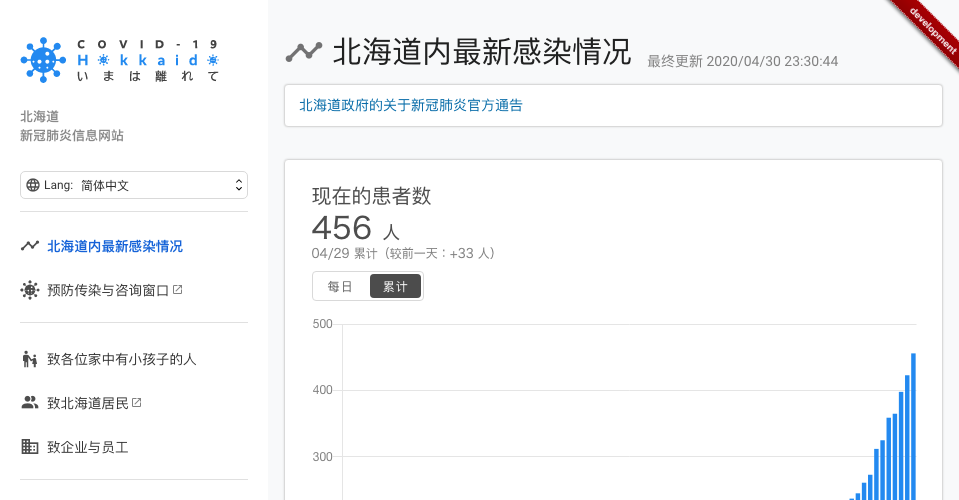 COVID-19
Hokkaido
いまは離れて
北海道
新冠肺炎信息网站
Lang: 简体中文
北海道内最新感染情况
预防传染与咨询窗口
致各位家中有小孩子的人
致北海道居民
致企业与员工
development
北海道内最新感染情况 最终更新 2020/04/30 23:30:44
北海道政府的关于新冠肺炎官方通告
现在的患者数
456 人
04/29 累计（较前一天：+33 人）
每日 累计
500
400
300